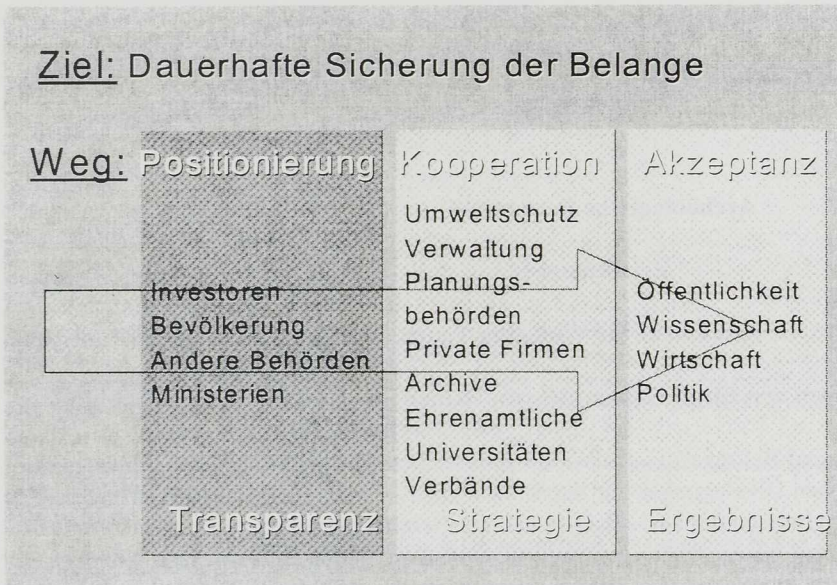 Ziel: Dauerhafte Sicherung der Belange
Weg: Positionierung
Investoren
Bevölkerung
Andere Behörden
Ministerien
Transparenz
Kooperation
Umweltschutz
Verwaltung
Planungs-
behörden
Private Firmen
Archive
Ehrenamtliche
Universitäten
Verbände
Strategie
Akzeptanz
Öffentlichkeit
Wissenschaft
Wirtschaft
Politik
Ergebnisse